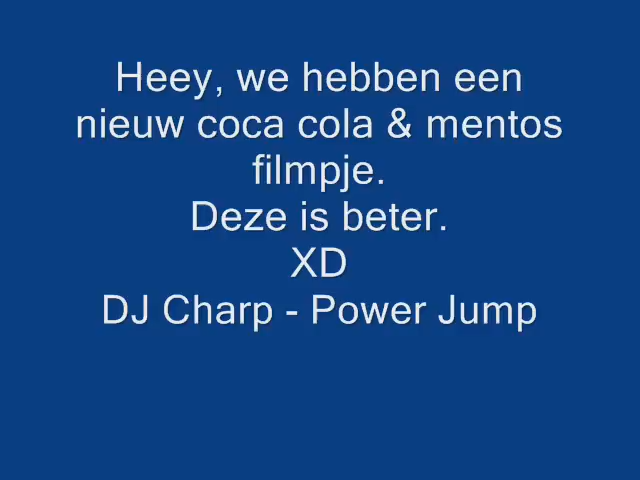 Heey, we hebben een
nieuw coca cola & mentos
filmpje.
Deze is beter.
XD
DJ Charp - Power Jump